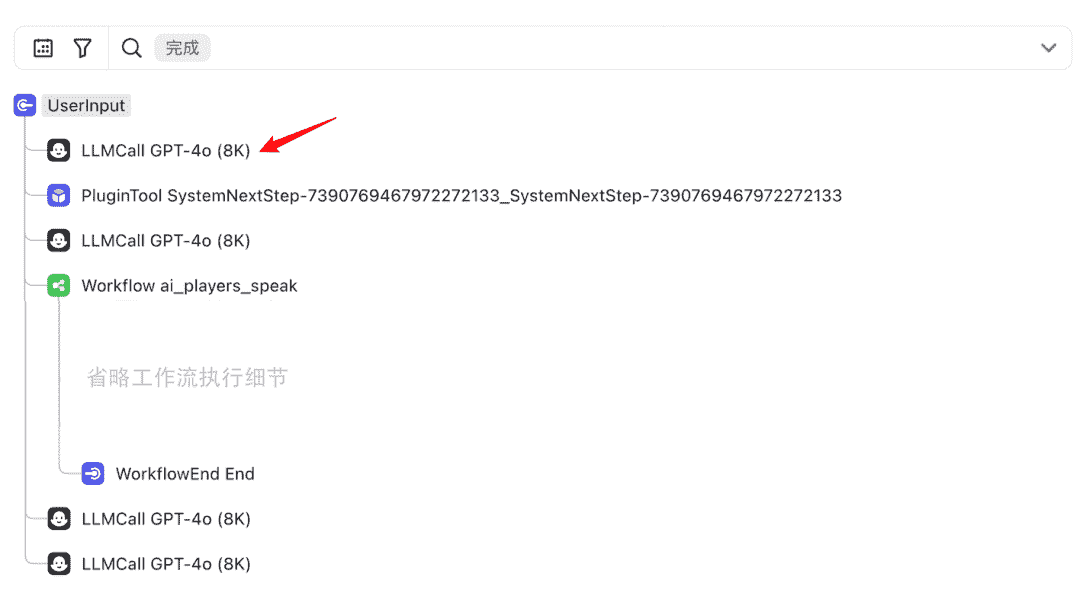 完成
UserInput
LLMCall GPT-4o (8K)
PluginTool SystemNextStep-7390769467972272133_SystemNextStep-7390769467972272133
LLMCall GPT-4o (8K)
Workflow ai_players_speak
省略工作流执行细节
WorkflowEnd End
LLMCall GPT-4o (8K)
LLMCall GPT-4o (8K)